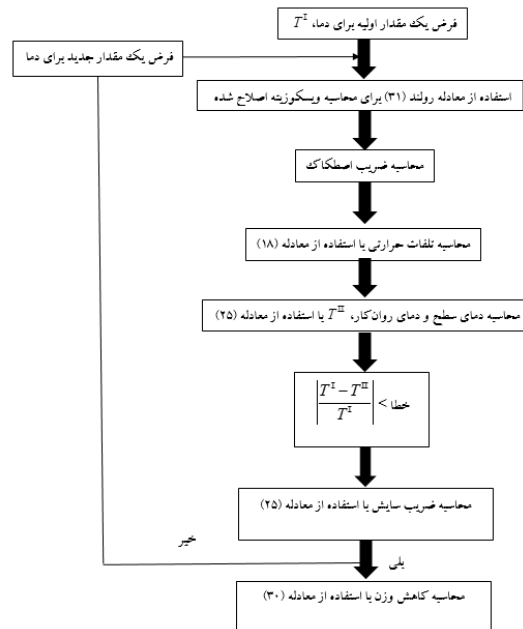 فرض یک مقدار اولیه برای دما، T^I
فرض یک مقدار جدید برای دما
استفاده از معادله رولند (۳۱) برای محاسبه ویسکوزیته اصلاح شده
محاسبه ضریب اصطکاک
محاسبه تلفات حرارتی با استفاده از معادله (۱۸)
محاسبه دمای سطح و دمای روان‌کار، T^II با استفاده از معادله (۲۵)
|T^I − T^II / T^I| < خطا
محاسبه ضریب سایش با استفاده از معادله (۲۵)
خیر
بلی
محاسبه کاهش وزن با استفاده از معادله (۳۰)